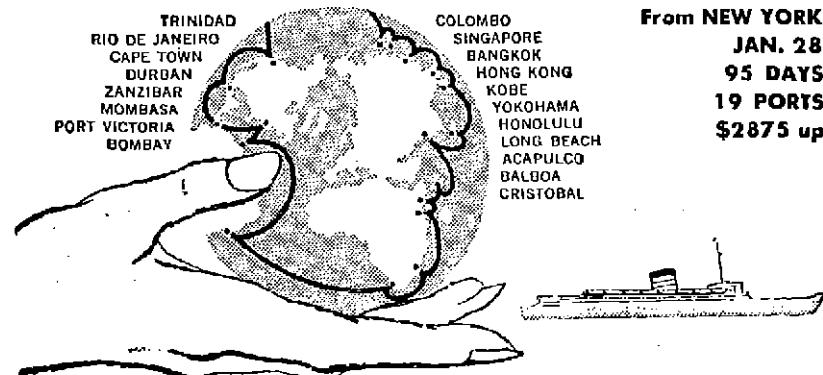 TRINIDAD
RIO DE JANEIRO
CAPE TOWN
DURBAN
ZANZIBAR
MOMBASA
PORT VICTORIA
BOMBAY
COLOMBO
SINGAPORE
BANGKOK
HONG KONG
KOBE
YOKOHAMA
HONOLULU
LONG BEACH
ACAPULCO
BALBOA
CRISTOBAL
From NEW YORK
JAN. 28
95 DAYS
19 PORTS
$2875 up